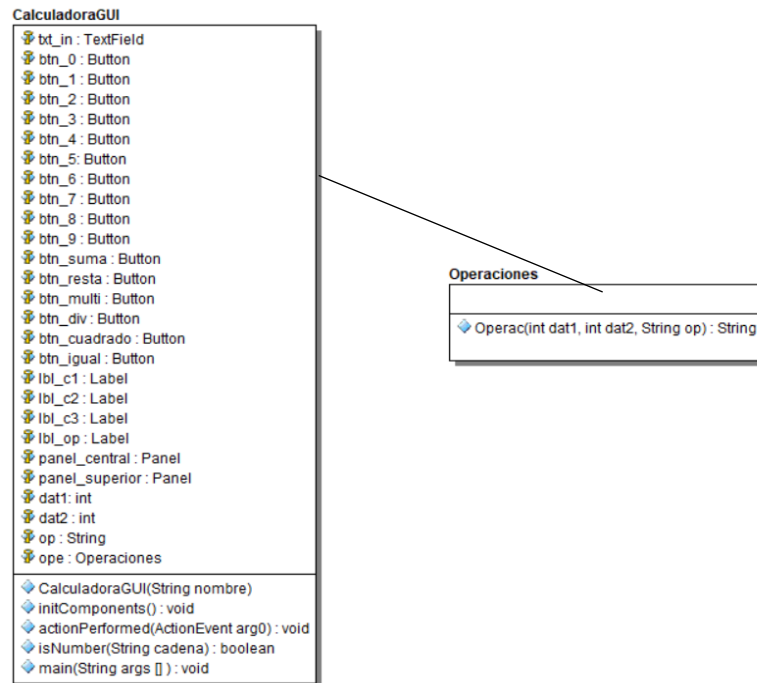 CalculadoraGUI
txt_in : TextField
btn_0 : Button
btn_1 : Button
btn_2 : Button
btn_3 : Button
btn_4 : Button
btn_5: Button
btn_6 : Button
btn_7 : Button
btn_8 : Button
btn_9 : Button
btn_suma : Button
btn_resta : Button
btn_multi : Button
btn_div : Button
btn_cuadrado : Button
btn_igual : Button
lbl_c1 : Label
lbl_c2 : Label
lbl_c3 : Label
lbl_op : Label
panel_central : Panel
panel_superior : Panel
dat1: int
dat2 : int
op : String
ope : Operaciones
CalculadoraGUI(String nombre)
initComponents() : void
actionPerformed(ActionEvent arg0) : void
isNumber(String cadena) : boolean
main(String args [] ) : void
Operaciones
Operac(int dat1, int dat2, String op) : String